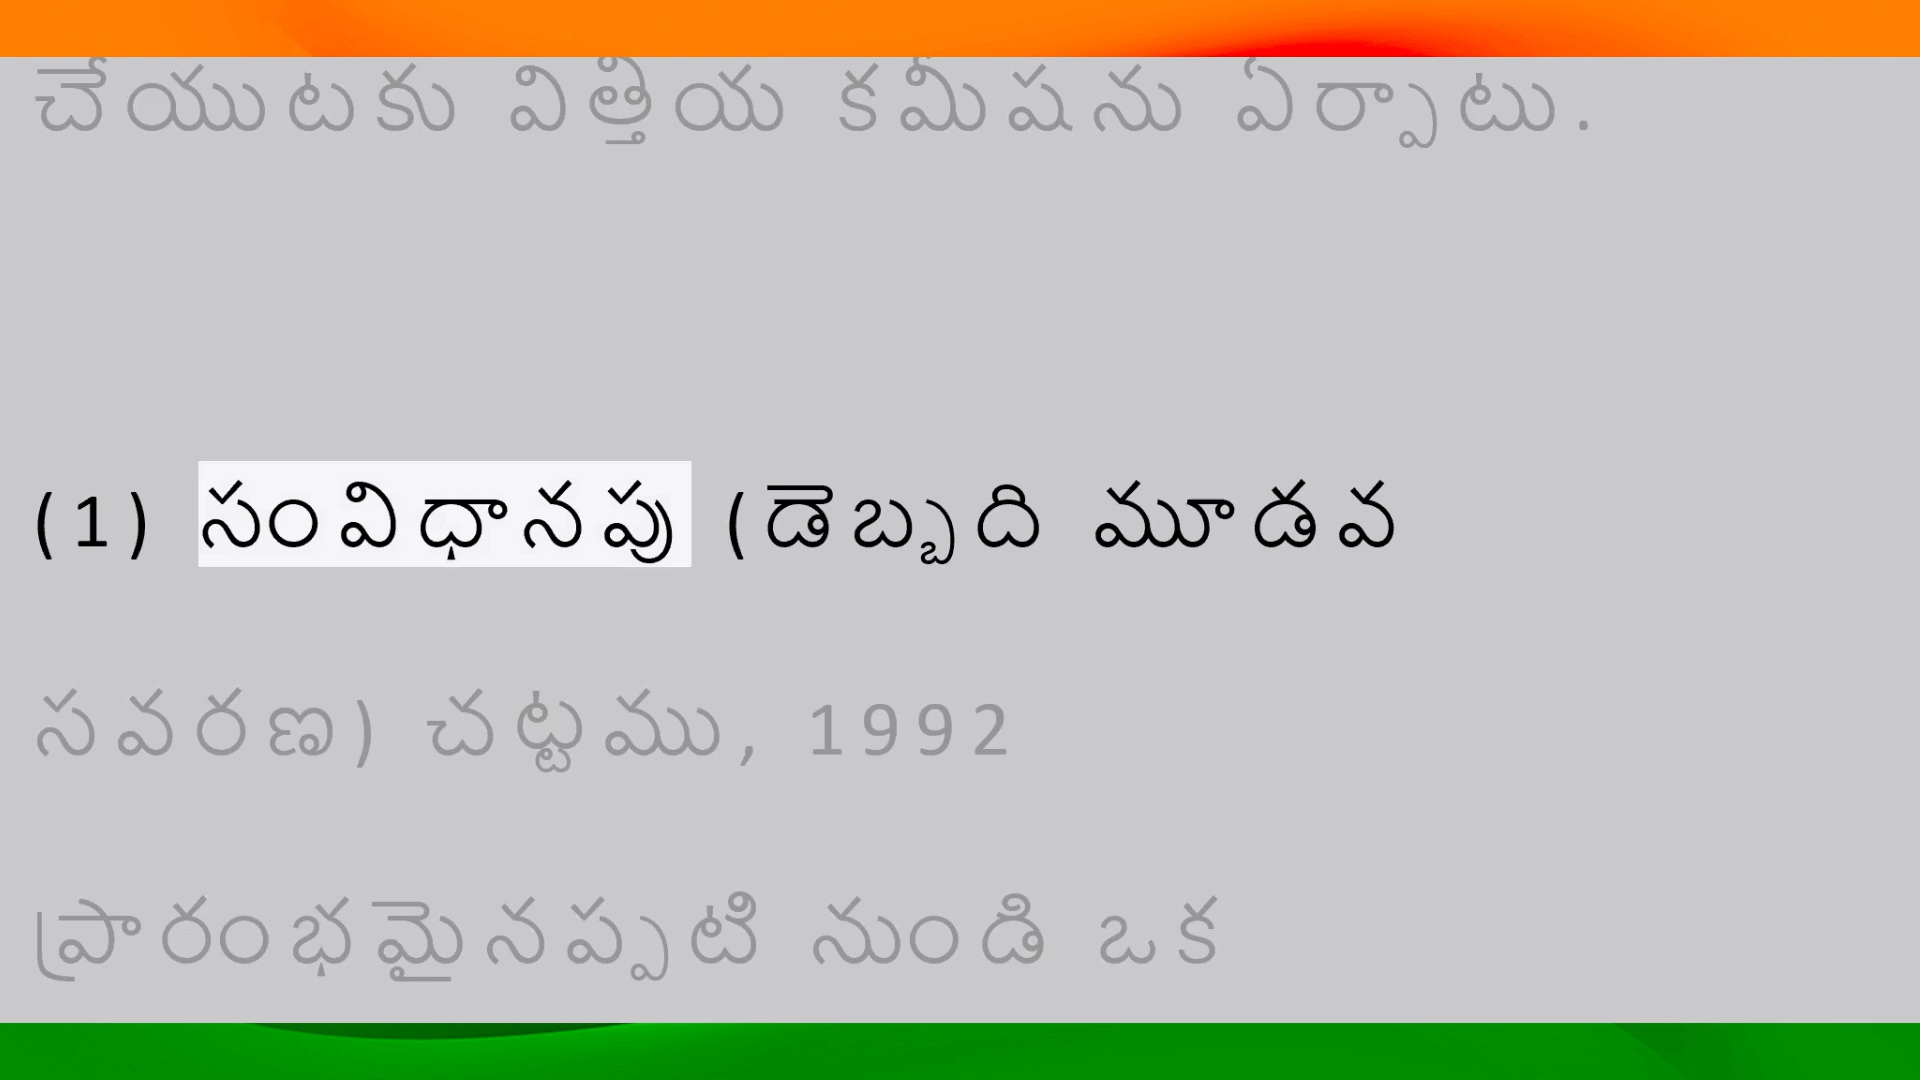 చేయుటకు విత్తియ కమీషను ఏర్పాటు.
(1) సంవిధానపు (డెబ్బది మూడవ
సవరణ) చట్టము, 1992
ప్రారంభమైనప్పటి నుండి ఒక